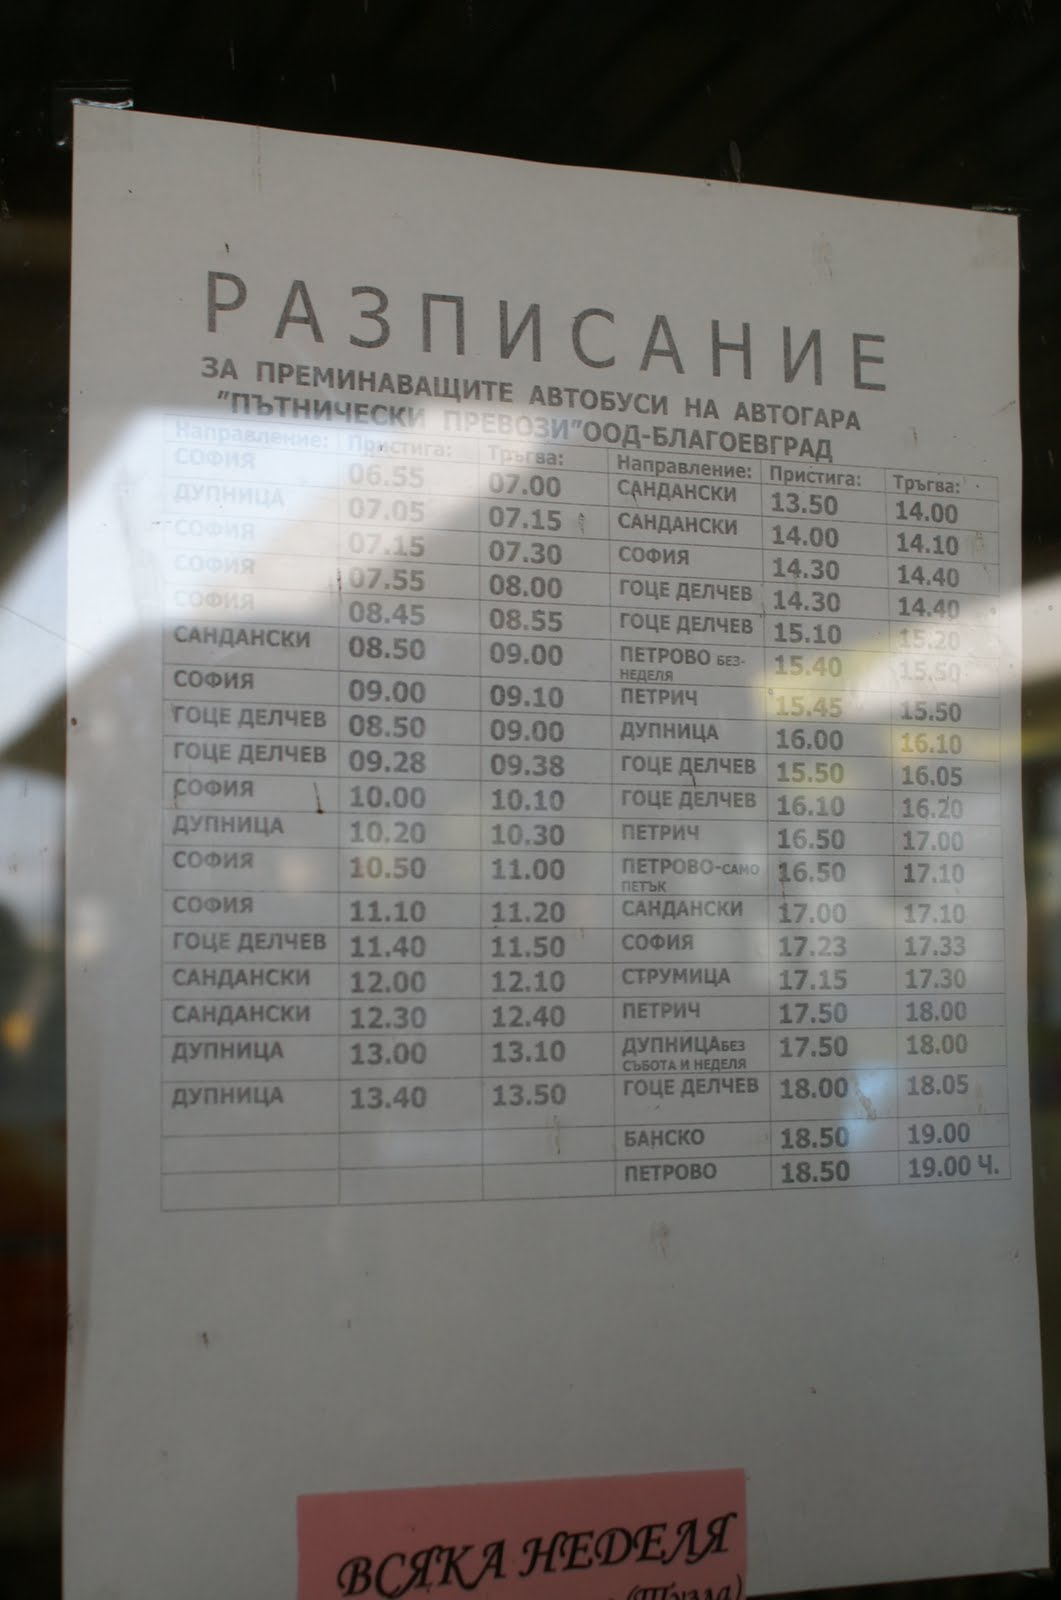 РАЗПИСАНИЕ
ЗА ПРЕМИНАВАЩИТЕ АВТОБУСИ НА АВТОГАРА
"ПЪТНИЧЕСКИ ПРЕВОЗИ"ООД-БЛАГОЕВГРАД
Направление: Пристига: Тръгва: Направление: Пристига: Тръгва:
СОФИЯ 06.55 07.00 САНДАНСКИ 13.50 14.00
ДУПНИЦА 07.05 07.15 САНДАНСКИ 14.00 14.10
СОФИЯ 07.15 07.30 СОФИЯ 14.30 14.40
СОФИЯ 07.55 08.00 ГОЦЕ ДЕЛЧЕВ 14.30 14.40
СОФИЯ 08.45 08.55 ГОЦЕ ДЕЛЧЕВ 15.10 15.20
САНДАНСКИ 08.50 09.00 ПЕТРОВО БЕЗ- 15.40 15.50
НЕДЕЛЯ
СОФИЯ 09.00 09.10 ПЕТРИЧ 15.45 15.50
ГОЦЕ ДЕЛЧЕВ 08.50 09.00 ДУПНИЦА 16.00 16.10
ГОЦЕ ДЕЛЧЕВ 09.28 09.38 ГОЦЕ ДЕЛЧЕВ 15.50 16.05
СОФИЯ 10.00 10.10 ГОЦЕ ДЕЛЧЕВ 16.10 16.20
ДУПНИЦА 10.20 10.30 ПЕТРИЧ 16.50 17.00
СОФИЯ 10.50 11.00 ПЕТРОВО-САМО 16.50 17.10
ПЕТЪК
СОФИЯ 11.10 11.20 САНДАНСКИ 17.00 17.10
ГОЦЕ ДЕЛЧЕВ 11.40 11.50 СОФИЯ 17.23 17.33
САНДАНСКИ 12.00 12.10 СТРУМИЦА 17.15 17.30
САНДАНСКИ 12.30 12.40 ПЕТРИЧ 17.50 18.00
ДУПНИЦА 13.00 13.10 ДУПНИЦАБЕЗ 17.50 18.00
СЪБОТА И НЕДЕЛЯ
ДУПНИЦА 13.40 13.50 ГОЦЕ ДЕЛЧЕВ 18.00 18.05
БАНСКО 18.50 19.00
ПЕТРОВО 18.50 19.00 Ч.
ВСЯКА НЕДЕЛЯ
(Тузла)